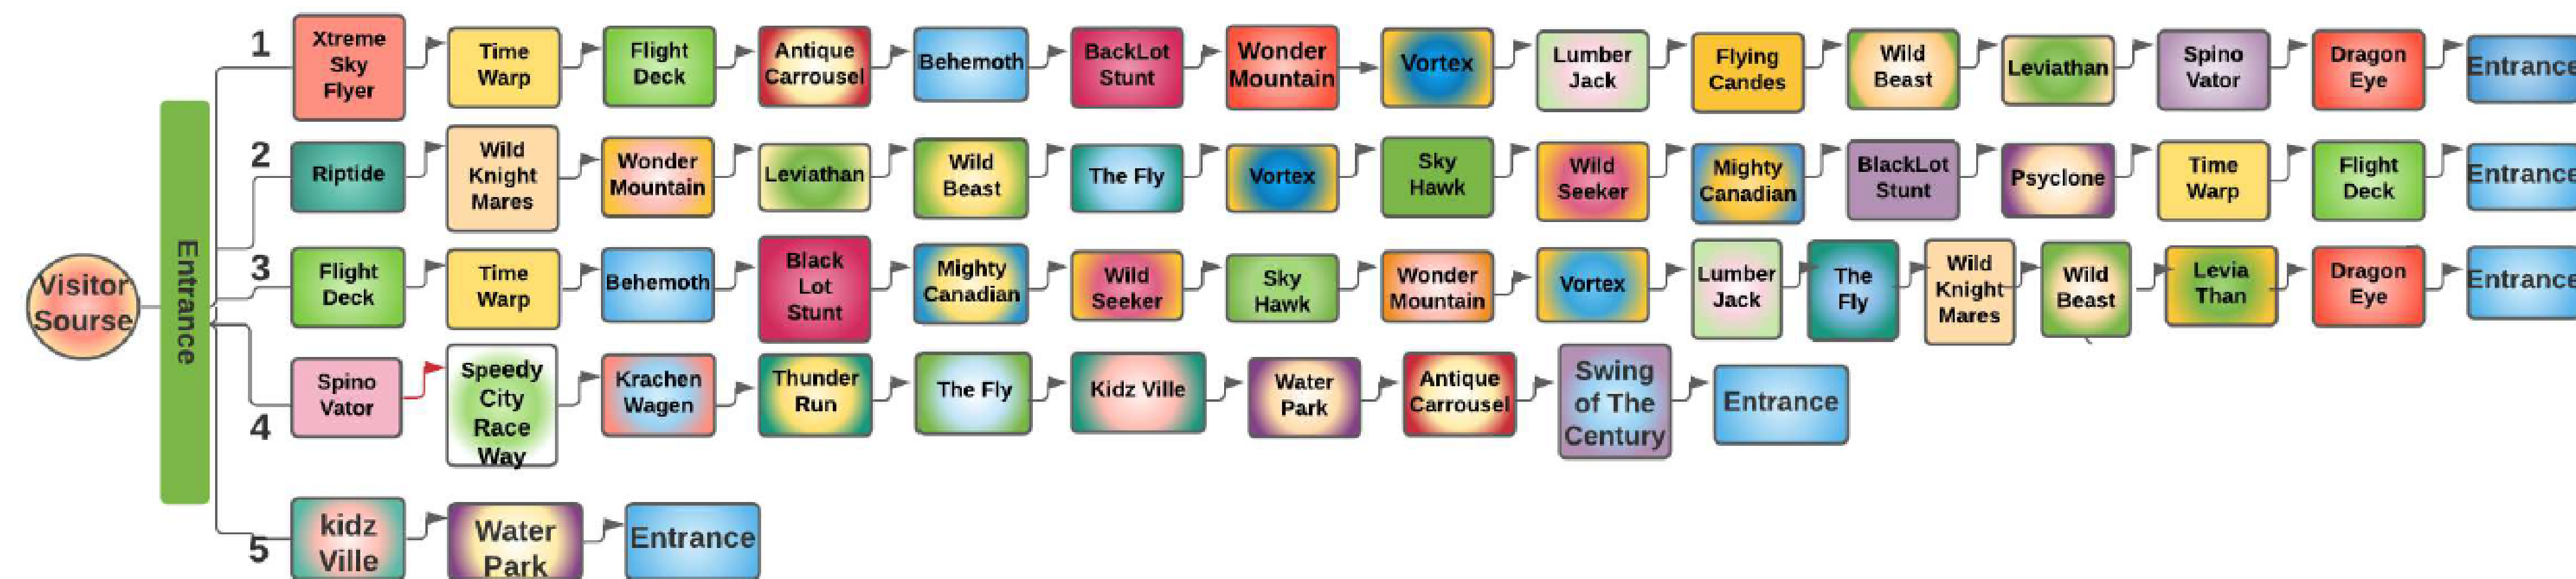 1
Xtreme
Sky
Flyer
Time
Warp
Flight
Deck
Antique
Carrousel
Behemoth
BackLot
Stunt
Wonder
Mountain
Vortex
Lumber
Jack
Flying
Candes
Wild
Beast
Leviathan
Spino
Vator
Dragon
Eye
Entrance
2
Riptide
Wild
Knight
Mares
Wonder
Mountain
Leviathan
Wild
Beast
The Fly
Vortex
Sky
Hawk
Wild
Seeker
Mighty
Canadian
BlackLot
Stunt
Psyclone
Time
Warp
Flight
Deck
Entrance
Visitor
Sourse
Entrance
3
Flight
Deck
Time
Warp
Behemoth
Black
Lot
Stunt
Mighty
Canadian
Wild
Seeker
Sky
Hawk
Wonder
Mountain
Vortex
Lumber
Jack
The
Fly
Wild
Knight
Mares
Wild
Beast
Levia
Than
Dragon
Eye
Entrance
4
Spino
Vator
Speedy
City
Race
Way
Krachen
Wagen
Thunder
Run
The Fly
Kidz Ville
Water
Park
Antique
Carrousel
Swing
of The
Century
Entrance
5
kidz
Ville
Water
Park
Entrance